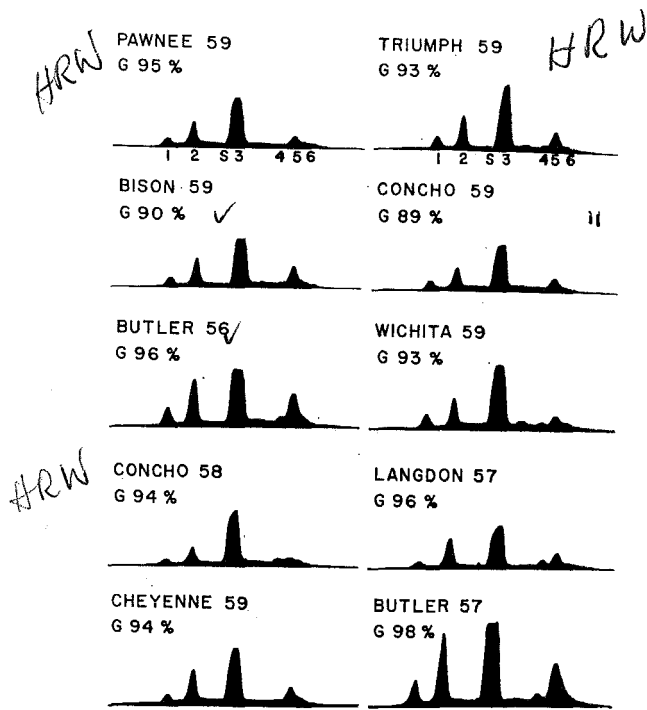 HRW
PAWNEE 59
G 95 %
1 2 S 3 4 5 6
TRIUMPH 59
G 93 %
HRW
1 2 S 3 4 5 6
BISON 59
G 90 % ✓
CONCHO 59
G 89 %
"
BUTLER 56 ✓
G 96 %
WICHITA 59
G 93 %
HRW
CONCHO 58
G 94 %
LANGDON 57
G 96 %
CHEYENNE 59
G 94 %
BUTLER 57
G 98 %